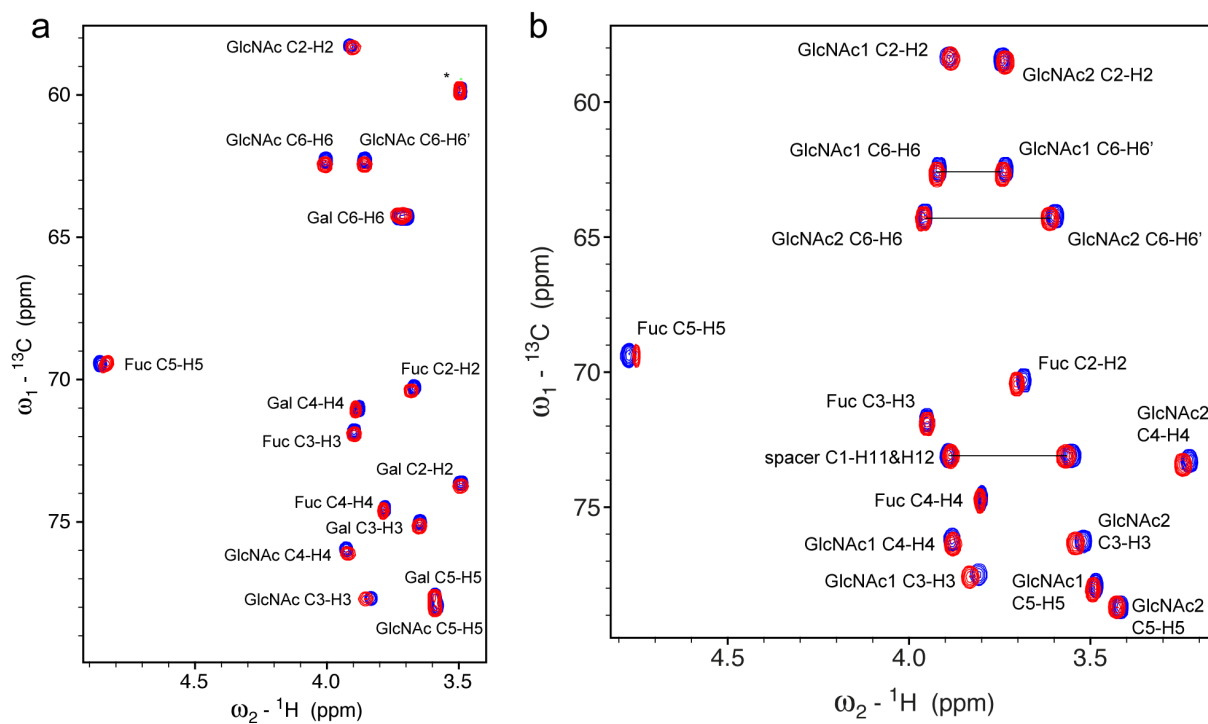 a
GlcNAc C2-H2
*
GlcNAc C6-H6
GlcNAc C6-H6’
Gal C6-H6
Fuc C5-H5
Fuc C2-H2
Gal C4-H4
Fuc C3-H3
Gal C2-H2
Fuc C4-H4
Gal C3-H3
GlcNAc C4-H4
Gal C5-H5
GlcNAc C3-H3
GlcNAc C5-H5
60
65
70
75
ω1 - 13C (ppm)
4.5
4.0
3.5
ω2 - 1H (ppm)
b
GlcNAc1 C2-H2
GlcNAc2 C2-H2
GlcNAc1 C6-H6
GlcNAc1 C6-H6’
GlcNAc2 C6-H6
GlcNAc2 C6-H6’
Fuc C5-H5
Fuc C2-H2
Fuc C3-H3
GlcNAc2
C4-H4
spacer C1-H11&H12
Fuc C4-H4
GlcNAc1 C4-H4
GlcNAc2
C3-H3
GlcNAc1 C3-H3
GlcNAc1
C5-H5
GlcNAc2
C5-H5
60
65
70
75
ω1 - 13C (ppm)
4.5
4.0
3.5
ω2 - 1H (ppm)